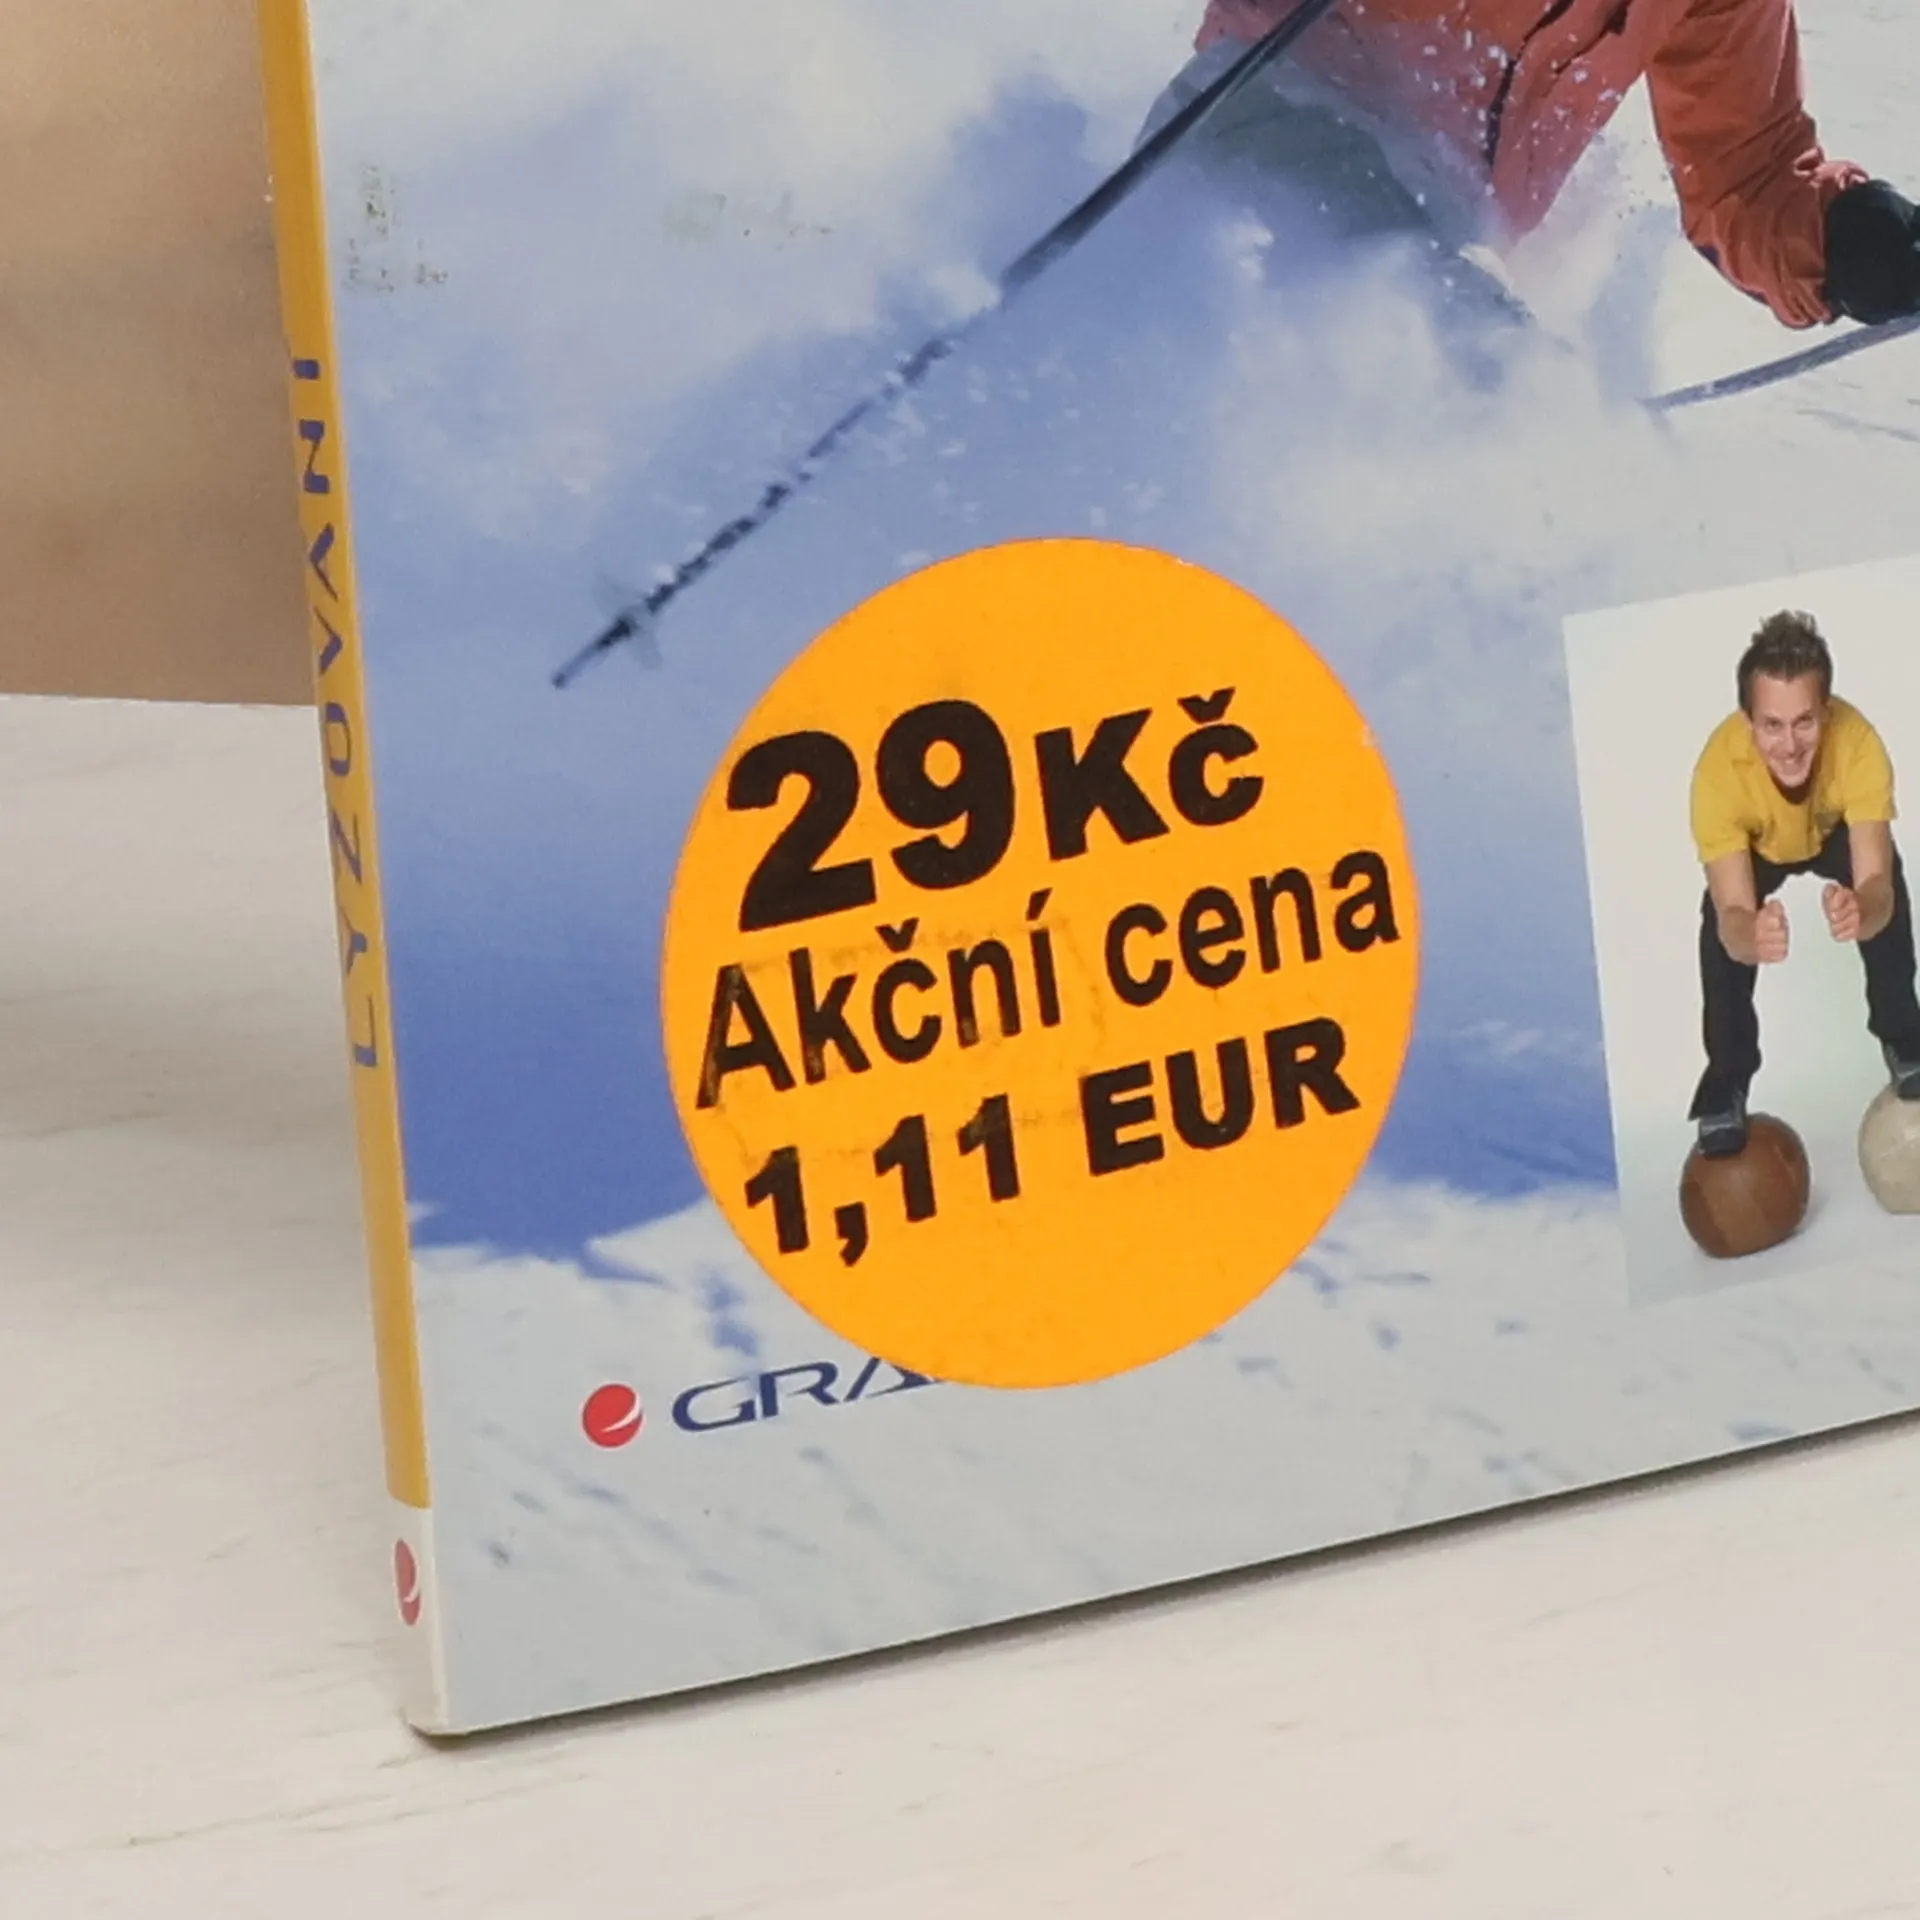 LYŽOVÁNÍ
29Kč
Akční cena
1,11 EUR